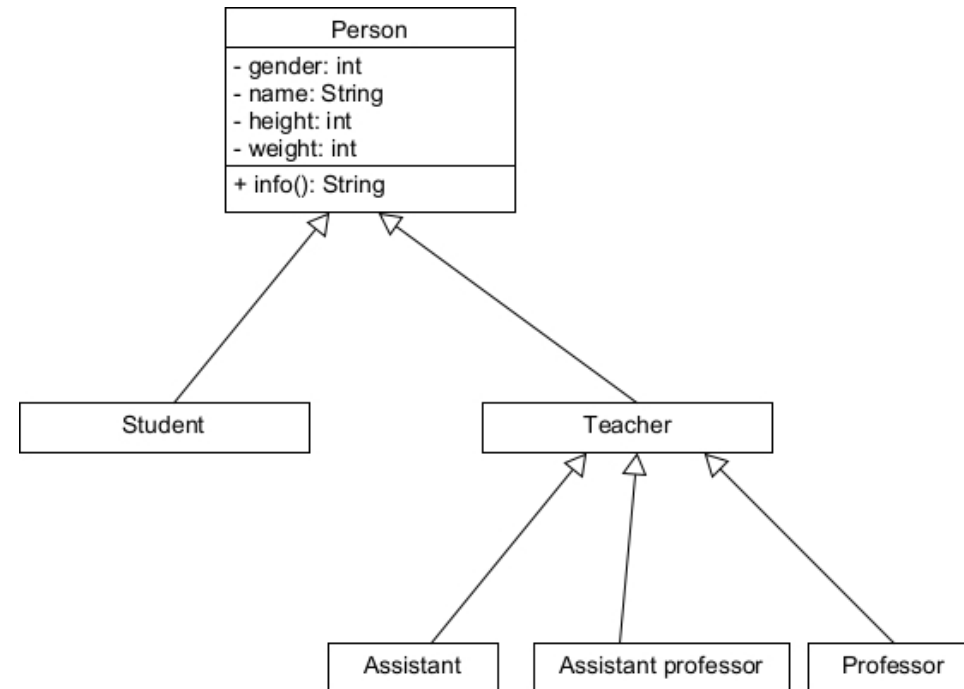 Person
- gender: int
- name: String
- height: int
- weight: int
+ info(): String
Student
Teacher
Assistant
Assistant professor
Professor